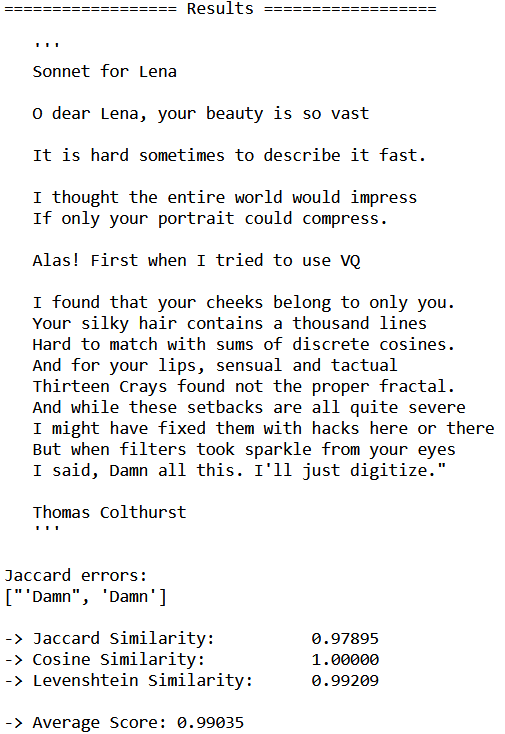 ================== Results ==================
'''
Sonnet for Lena
O dear Lena, your beauty is so vast
It is hard sometimes to describe it fast.
I thought the entire world would impress
If only your portrait could compress.
Alas! First when I tried to use VQ
I found that your cheeks belong to only you.
Your silky hair contains a thousand lines
Hard to match with sums of discrete cosines.
And for your lips, sensual and tactual
Thirteen Crays found not the proper fractal.
And while these setbacks are all quite severe
I might have fixed them with hacks here or there
But when filters took sparkle from your eyes
I said, Damn all this. I'll just digitize."
Thomas Colthurst
'''
Jaccard errors:
["'Damn", 'Damn']
-> Jaccard Similarity: 0.97895
-> Cosine Similarity: 1.00000
-> Levenshtein Similarity: 0.99209
-> Average Score: 0.99035